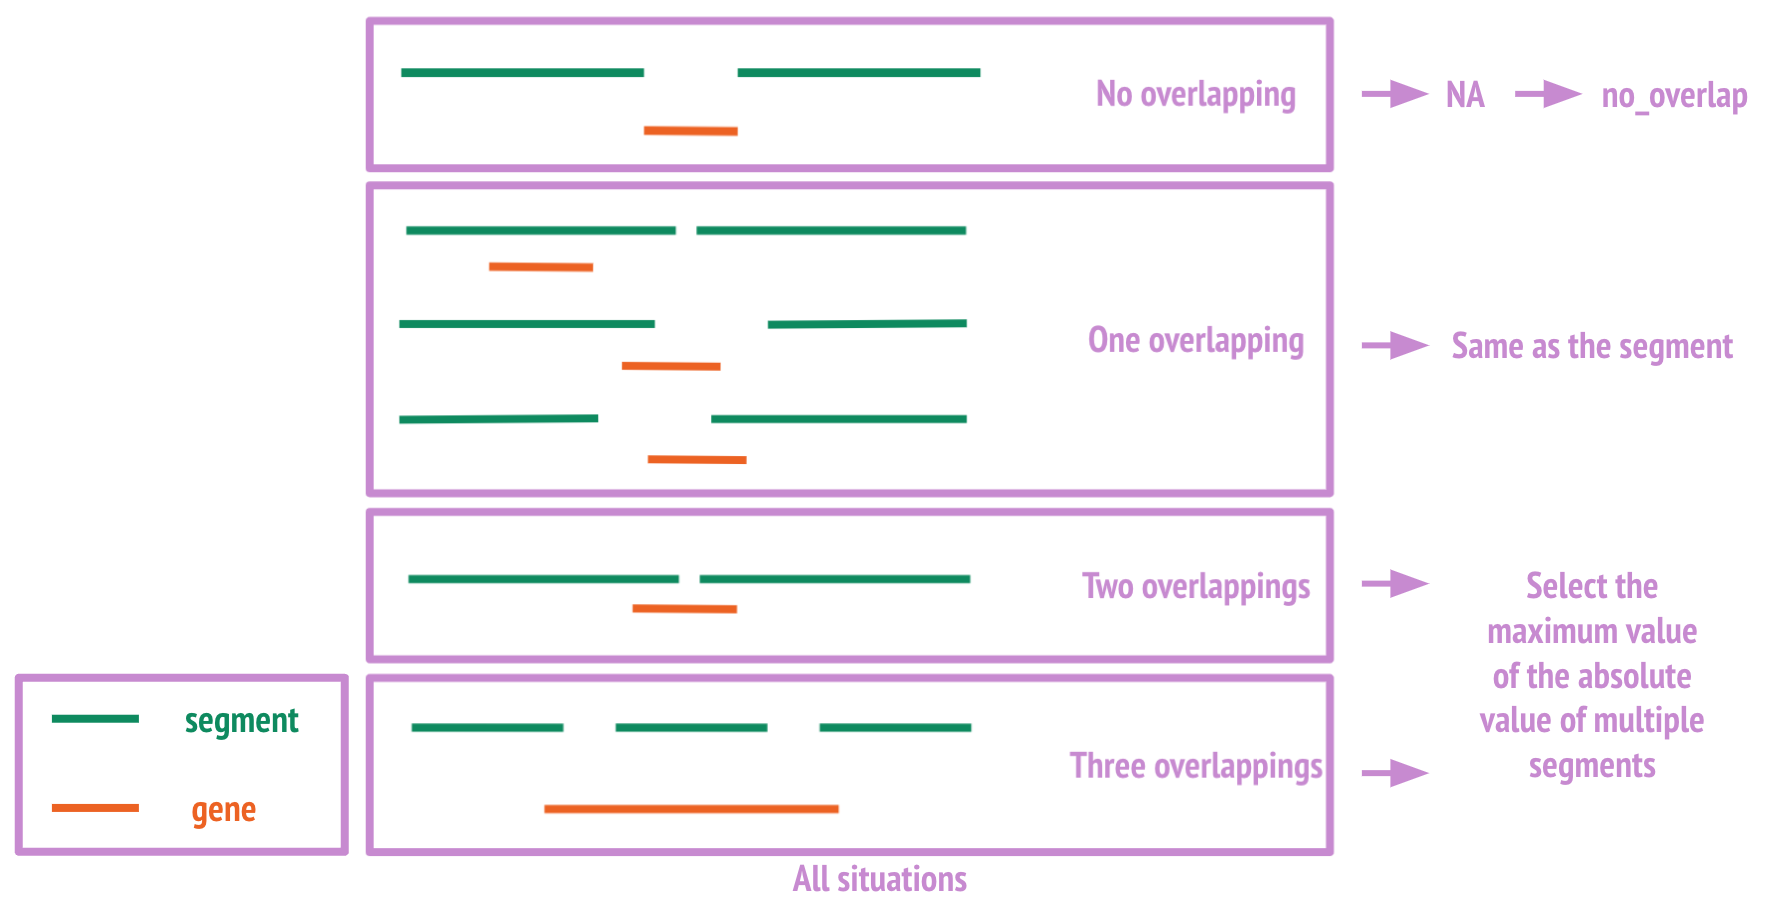 No overlapping
NA
no_overlap
One overlapping
Same as the segment
Two overlappings
Select the
maximum value
of the absolute
value of multiple
segments
Three overlappings
segment
gene
All situations